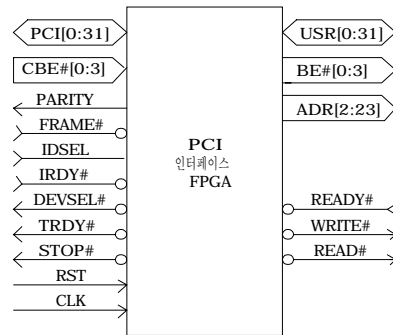 PCI[0:31]
CBE#[0:3]
PARITY
FRAME#
IDSEL
IRDY#
DEVSEL#
TRDY#
STOP#
RST
CLK
PCI
인터페이스
FPGA
USR[0:31]
BE#[0:3]
ADR[2:23]
READY#
WRITE#
READ#